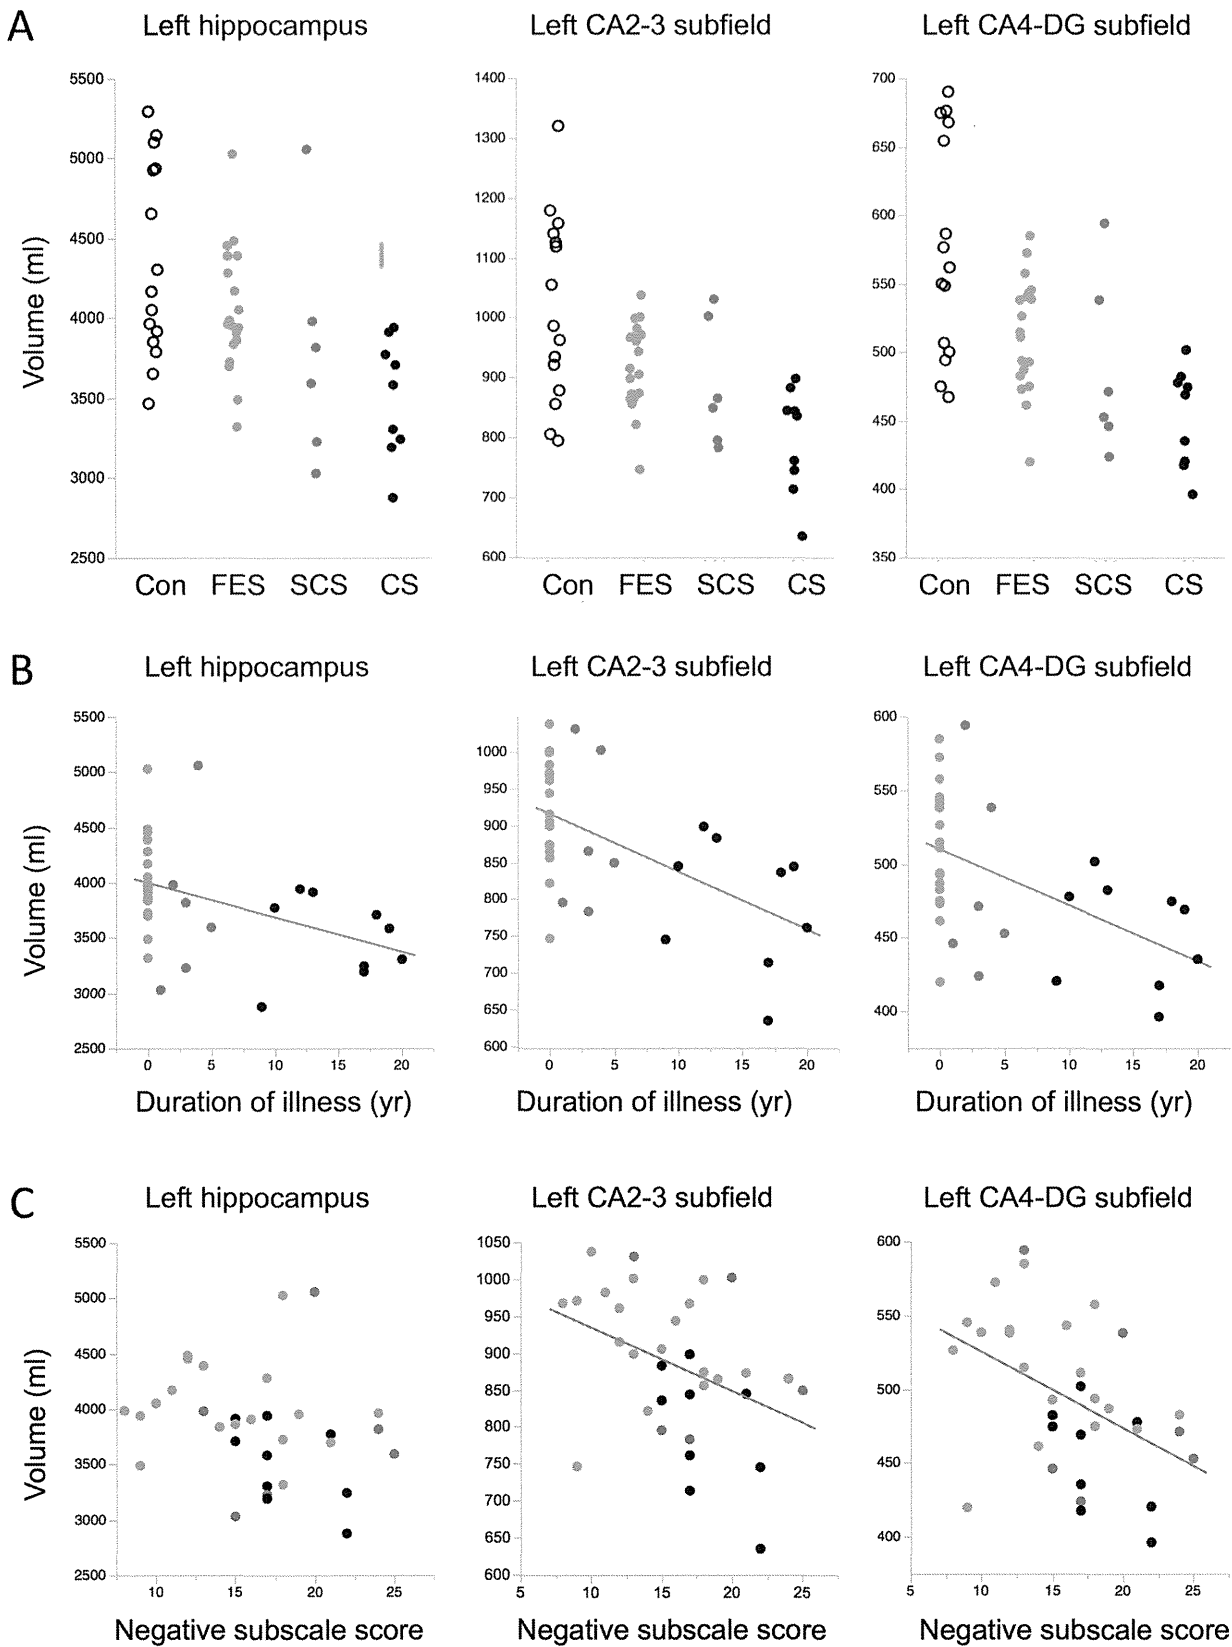 A
Left hippocampus
Left CA2-3 subfield
Left CA4-DG subfield
Volume (ml)
5500
5000
4500
4000
3500
3000
2500
Con FES SCS CS
1400
1300
1200
1100
1000
900
800
700
600
Con FES SCS CS
700
650
600
550
500
450
400
350
Con FES SCS CS
B
Left hippocampus
Left CA2-3 subfield
Left CA4-DG subfield
Volume (ml)
5500
5000
4500
4000
3500
3000
2500
0 5 10 15 20
Duration of illness (yr)
1000
950
900
850
800
750
700
650
600
0 5 10 15 20
Duration of illness (yr)
600
550
500
450
400
0 5 10 15 20
Duration of illness (yr)
C
Left hippocampus
Left CA2-3 subfield
Left CA4-DG subfield
Volume (ml)
5500
5000
4500
4000
3500
3000
2500
10 15 20 25
Negative subscale score
1050
1000
950
900
850
800
750
700
650
600
5 10 15 20 25
Negative subscale score
600
550
500
450
400
5 10 15 20 25
Negative subscale score